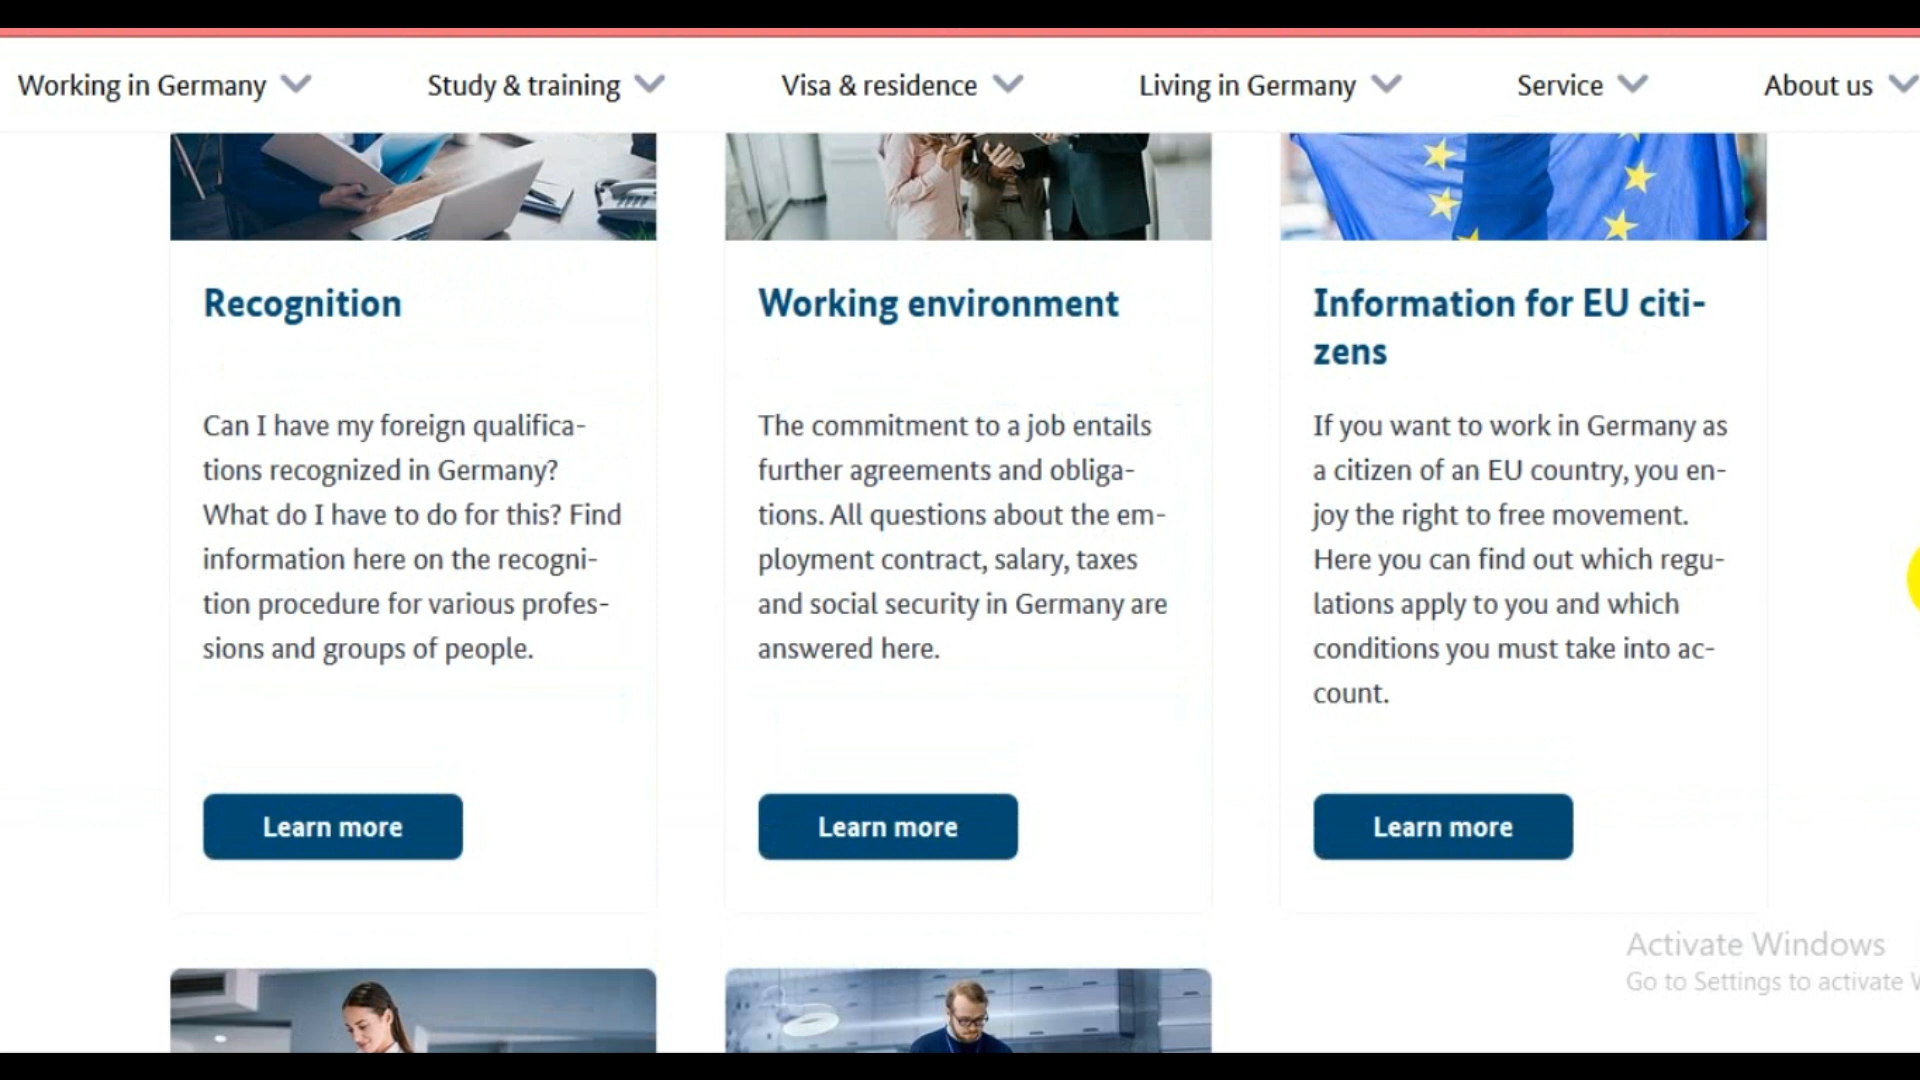 Working in Germany
Study & training
Visa & residence
Living in Germany
Service
About us
Recognition
Can I have my foreign qualifica-
tions recognized in Germany?
What do I have to do for this? Find
information here on the recogni-
tion procedure for various profes-
sions and groups of people.
Learn more
Working environment
The commitment to a job entails
further agreements and obliga-
tions. All questions about the em-
ployment contract, salary, taxes
and social security in Germany are
answered here.
Learn more
Information for EU citi-
zens
If you want to work in Germany as
a citizen of an EU country, you en-
joy the right to free movement.
Here you can find out which regu-
lations apply to you and which
conditions you must take into ac-
count.
Learn more
Activate Windows
Go to Settings to activate